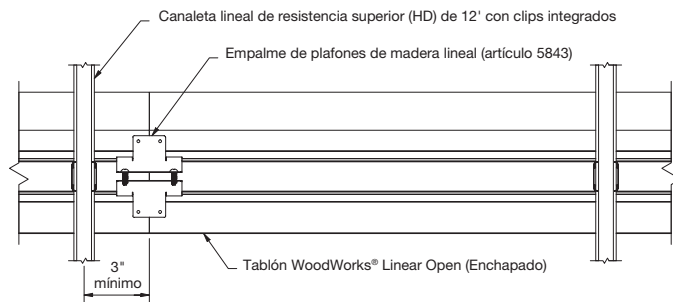 Canaleta lineal de resistencia superior (HD) de 12' con clips integrados
Empalme de plafones de madera lineal (artículo 5843)
Tablón WoodWorks® Linear Open (Enchapado)
3"
mínimo